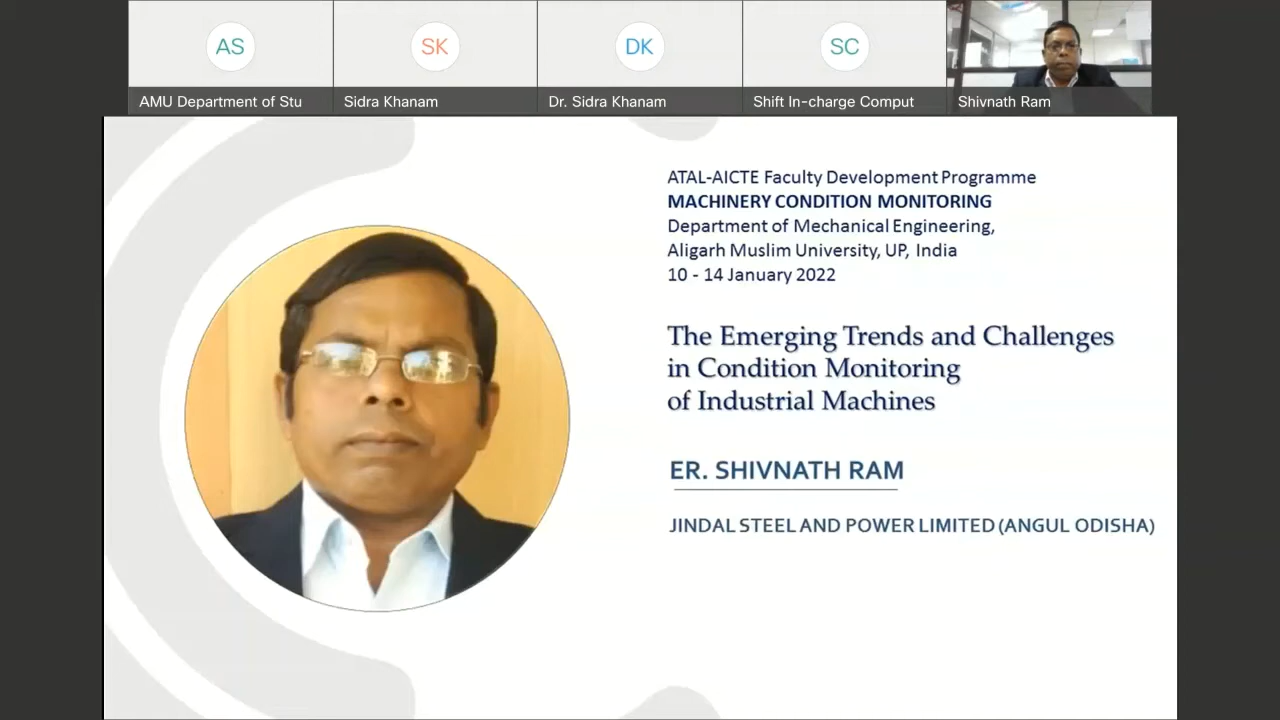 AS
SK
DK
SC
AMU Department of Stu
Sidra Khanam
Dr. Sidra Khanam
Shift In-charge Comput
Shivnath Ram
ATAL-AICTE Faculty Development Programme
MACHINERY CONDITION MONITORING
Department of Mechanical Engineering,
Aligarh Muslim University, UP, India
10 - 14 January 2022
The Emerging Trends and Challenges
in Condition Monitoring
of Industrial Machines
ER. SHIVNATH RAM
JINDAL STEEL AND POWER LIMITED (ANGUL ODISHA)